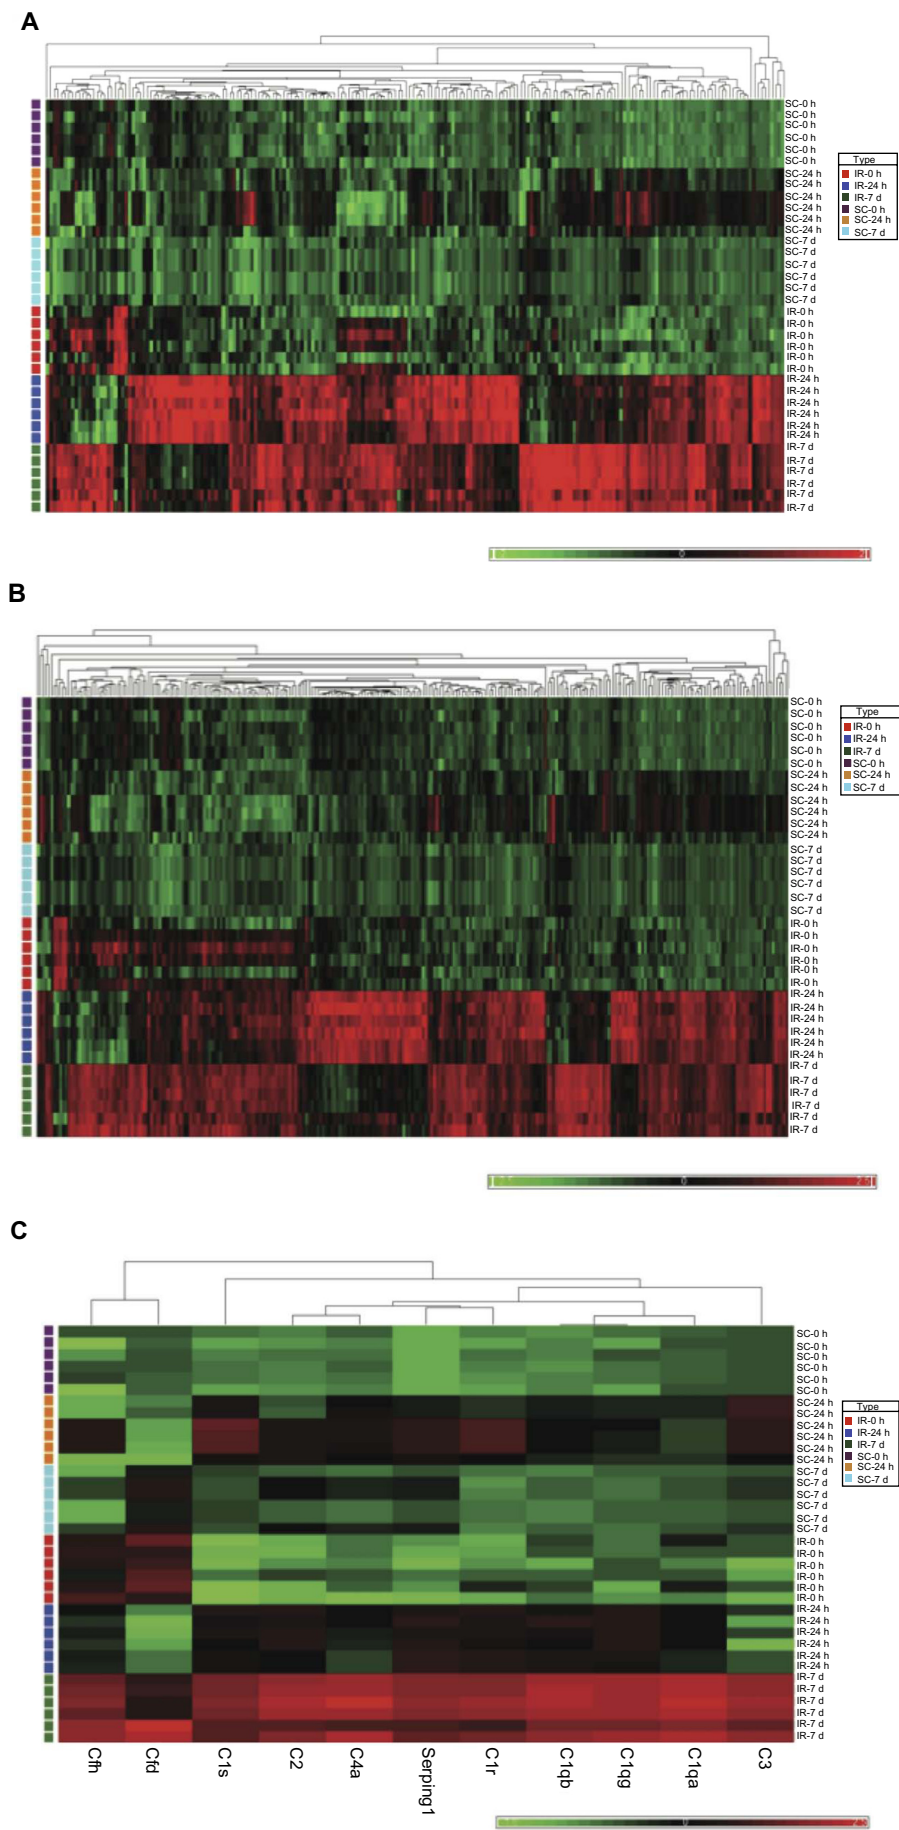 A
SC-0 h
SC-0 h
SC-0 h
SC-0 h
SC-0 h
SC-0 h
SC-24 h
SC-24 h
SC-24 h
SC-24 h
SC-24 h
SC-24 h
SC-7 d
SC-7 d
SC-7 d
SC-7 d
SC-7 d
SC-7 d
IR-0 h
IR-0 h
IR-0 h
IR-0 h
IR-0 h
IR-0 h
IR-24 h
IR-24 h
IR-24 h
IR-24 h
IR-24 h
IR-24 h
IR-7 d
IR-7 d
IR-7 d
IR-7 d
IR-7 d
IR-7 d
Type
IR-0 h
IR-24 h
IR-7 d
SC-0 h
SC-24 h
SC-7 d
0
B
SC-0 h
SC-0 h
SC-0 h
SC-0 h
SC-0 h
SC-0 h
SC-24 h
SC-24 h
SC-24 h
SC-24 h
SC-24 h
SC-24 h
SC-7 d
SC-7 d
SC-7 d
SC-7 d
SC-7 d
SC-7 d
IR-0 h
IR-0 h
IR-0 h
IR-0 h
IR-0 h
IR-0 h
IR-24 h
IR-24 h
IR-24 h
IR-24 h
IR-24 h
IR-24 h
IR-7 d
IR-7 d
IR-7 d
IR-7 d
IR-7 d
IR-7 d
Type
IR-0 h
IR-24 h
IR-7 d
SC-0 h
SC-24 h
SC-7 d
0
C
SC-0 h
SC-0 h
SC-0 h
SC-0 h
SC-0 h
SC-0 h
SC-24 h
SC-24 h
SC-24 h
SC-24 h
SC-24 h
SC-24 h
SC-7 d
SC-7 d
SC-7 d
SC-7 d
SC-7 d
SC-7 d
IR-0 h
IR-0 h
IR-0 h
IR-0 h
IR-0 h
IR-0 h
IR-24 h
IR-24 h
IR-24 h
IR-24 h
IR-24 h
IR-24 h
IR-7 d
IR-7 d
IR-7 d
IR-7 d
IR-7 d
IR-7 d
Type
IR-0 h
IR-24 h
IR-7 d
SC-0 h
SC-24 h
SC-7 d
Cfh
Cfd
C1s
C2
C4a
Serping1
C1r
C1qb
C1qg
C1qa
C3
0